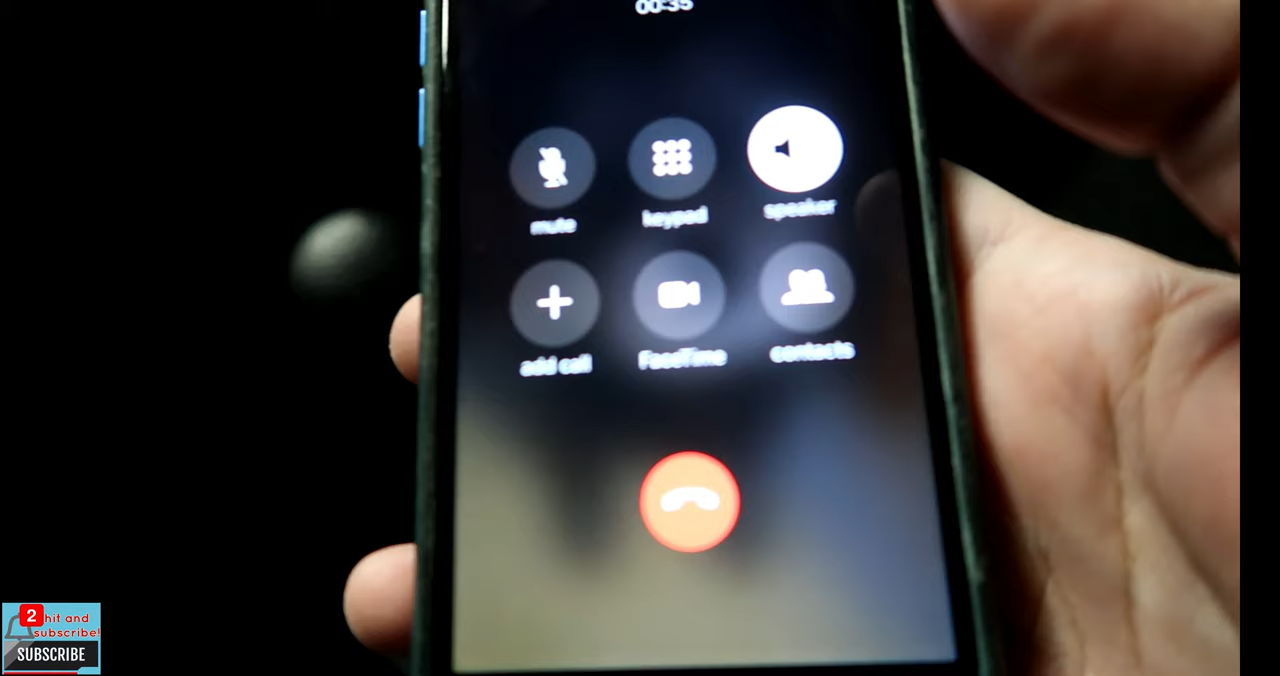 00:35
mute keypad speaker
add call FaceTime contacts
2 hit and
subscribe!
SUBSCRIBE